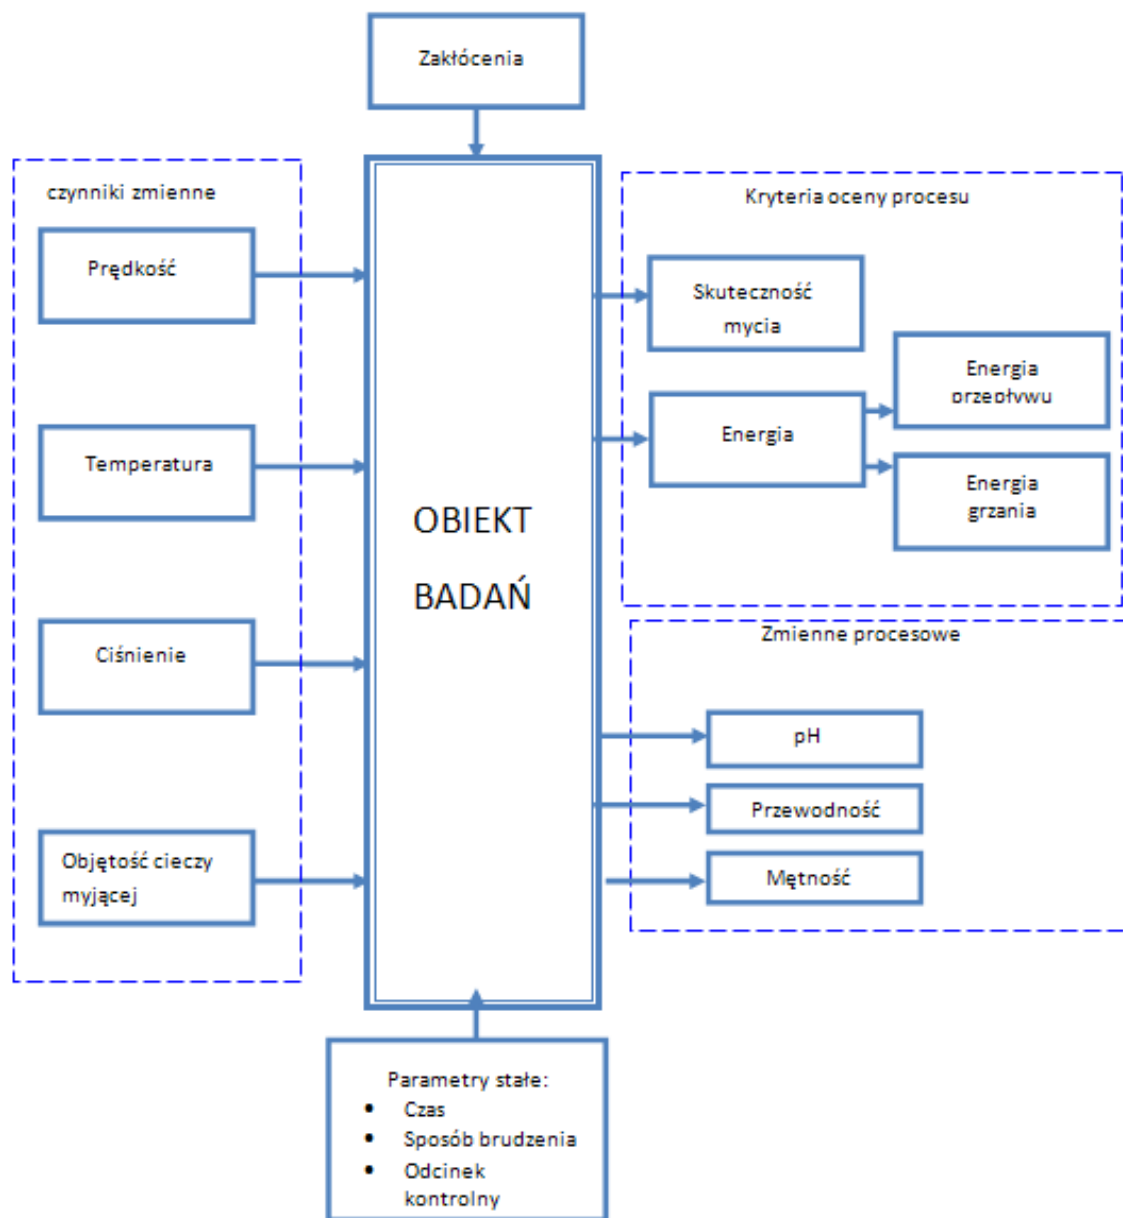 Zakłócenia
czynniki zmienne
Prędkość
Temperatura
Ciśnienie
Objętość cieczy
myjącej
OBIEKT
BADAŃ
Kryteria oceny procesu
Skuteczność
mycia
Energia
Energia
przepływu
Energia
grzania
Zmienne procesowe
pH
Przewodność
Mętność
Parametry stałe:
• Czas
• Sposób brudzenia
• Odcinek
kontrolny